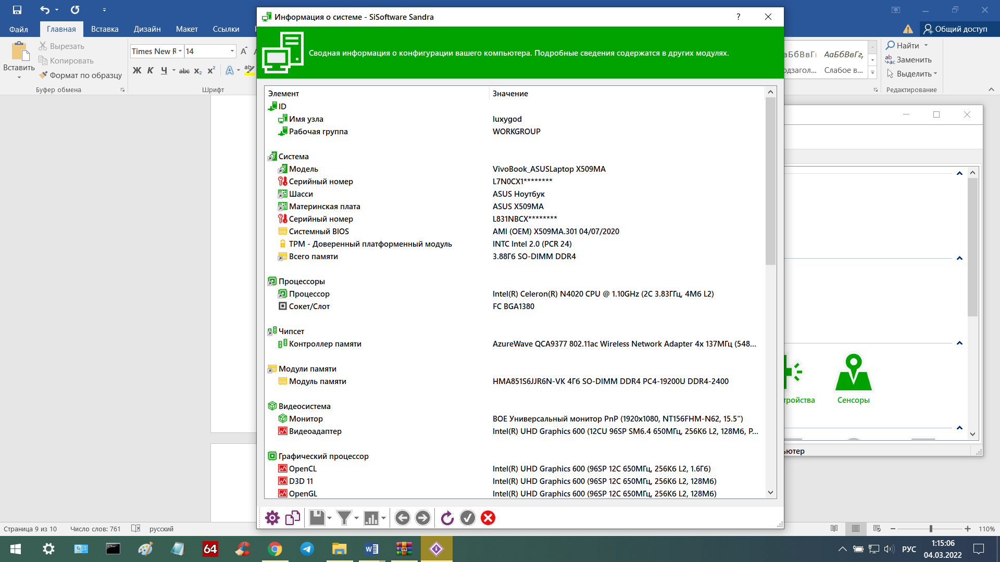 Информация о системе - SiSoftware Sandra
?
Файл
Главная
Вставка
Дизайн
Макет
Ссылки
Общий доступ
Вставить
Вырезать
Копировать
Формат по образцу
Буфер обмена
Times New R
14
Ж К Ч abc x₂ x²
Шрифт
Сводная информация о конфигурации вашего компьютера. Подробные сведения содержатся в других модулях.
АаБбВвГг,
Слабое в...
Найти
Заменить
Выделить
Редактирование
Элемент Значение
ID
Имя узла luxygod
Рабочая группа WORKGROUP
Система
Модель VivoBook_ASUSLaptop X509MA
Серийный номер L7N0CX1********
Шасси ASUS Ноутбук
Материнская плата ASUS X509MA
Серийный номер L831NBCX********
Системный BIOS AMI (OEM) X509MA.301 04/07/2020
TPM - Доверенный платформенный модуль INTC Intel 2.0 (PCR 24)
Всего памяти 3.88Гб SO-DIMM DDR4
Процессоры
Процессор Intel(R) Celeron(R) N4020 CPU @ 1.10GHz (2C 3.83ГГц, 4Мб L2)
Сокет/Слот FC BGA1380
Чипсет
Контроллер памяти AzureWave QCA9377 802.11ac Wireless Network Adapter 4x 137МГц (548...
Модули памяти
Модуль памяти HMA851S6JJR6N-VK 4Гб SO-DIMM DDR4 PC4-19200U DDR4-2400
Видеосистема
Монитор BOE Универсальный монитор PnP (1920x1080, NT156FHM-N62, 15.5")
Видеоадаптер Intel(R) UHD Graphics 600 (12CU 96SP SM6.4 650МГц, 256Кб L2, 128Мб, P...
Графический процессор
OpenCL Intel(R) UHD Graphics 600 (96SP 12C 650МГц, 256Кб L2, 1.6Гб)
D3D 11 Intel(R) UHD Graphics 600 (96SP 12C 650МГц, 256Кб L2, 128Мб)
OpenGL Intel(R) UHD Graphics 600 (96SP 12C 650МГц, 256Кб L2, 128Мб)
тройства
Сенсоры
ьютер
Страница 9 из 10 Число слов: 761 русский
110%
64
РУС
1:15:06
04.03.2022